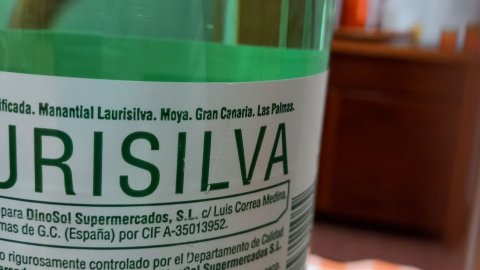 ificada. Manantial Laurisilva. Moya. Gran Canaria. Las Palmas.
URISILVA
para DinoSol Supermercados, S.L. c/ Luis Correa Medina,
mas de G.C. (España) por CIF A-35013952.
o rigurosamente controlado por el Departamento de Calidad
Supermercados S.L.